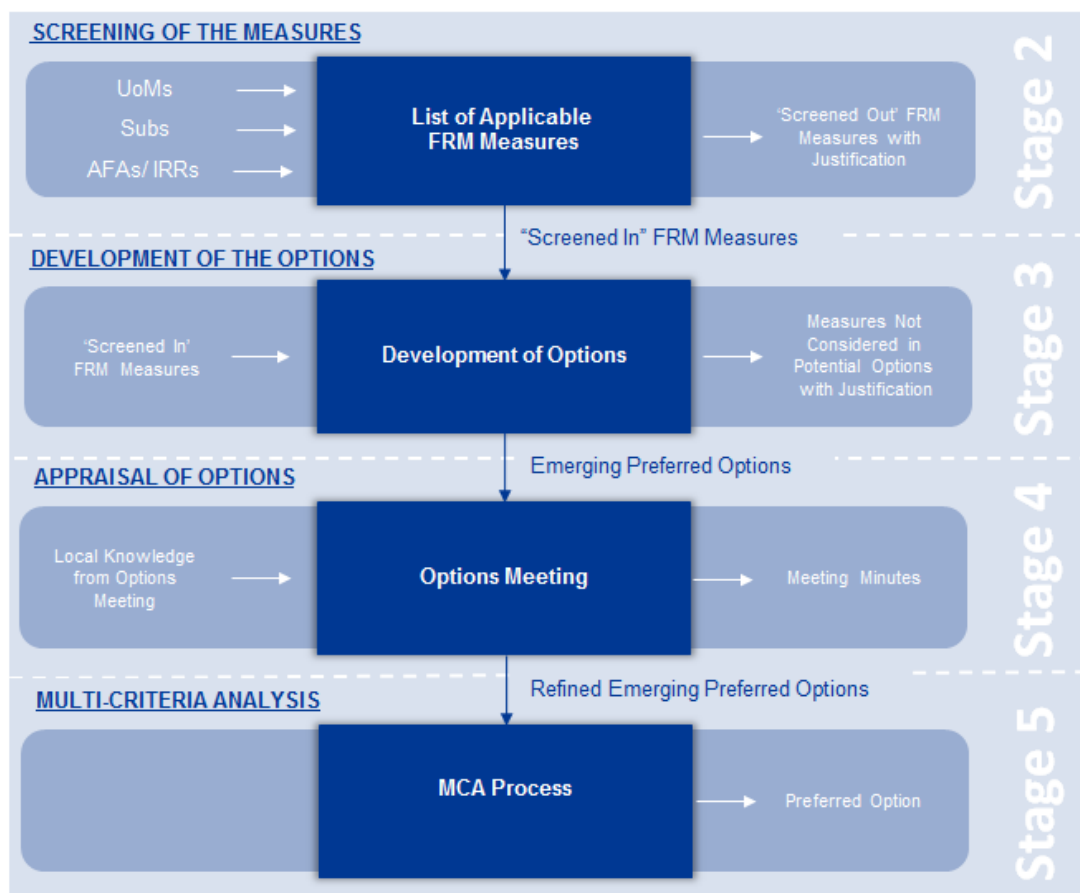 SCREENING OF THE MEASURES
UoMs
Subs
AFAs/ IRRs
List of Applicable
FRM Measures
‘Screened Out’ FRM
Measures with
Justification
Stage 2
“Screened In” FRM Measures
DEVELOPMENT OF THE OPTIONS
‘Screened In’
FRM Measures
Development of Options
Measures Not
Considered in
Potential Options
with Justification
Stage 3
Emerging Preferred Options
APPRAISAL OF OPTIONS
Local Knowledge
from Options
Meeting
Options Meeting
Meeting Minutes
Stage 4
Refined Emerging Preferred Options
MULTI-CRITERIA ANALYSIS
MCA Process
Preferred Option
Stage 5